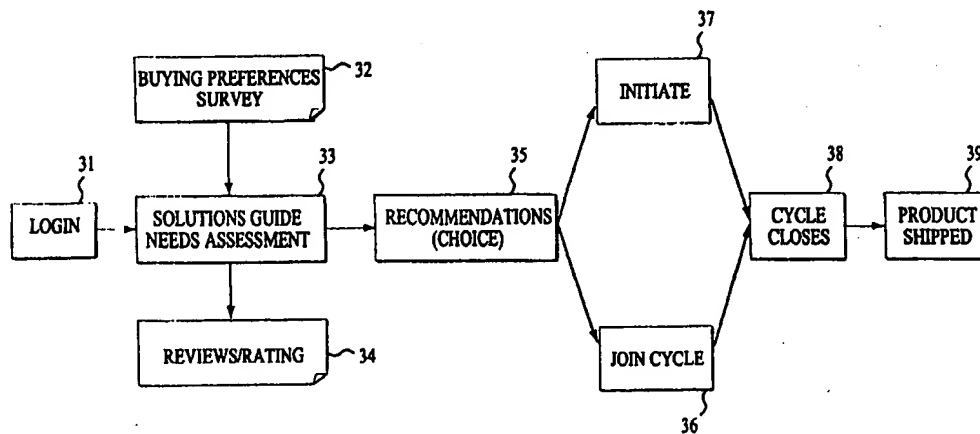 37
32
BUYING PREFERENCES
SURVEY
INITIATE
31
33
35
38
39
LOGIN
SOLUTIONS GUIDE
NEEDS ASSESSMENT
RECOMMENDATIONS
(CHOICE)
CYCLE
CLOSES
PRODUCT
SHIPPED
REVIEWS/RATING
34
JOIN CYCLE
36